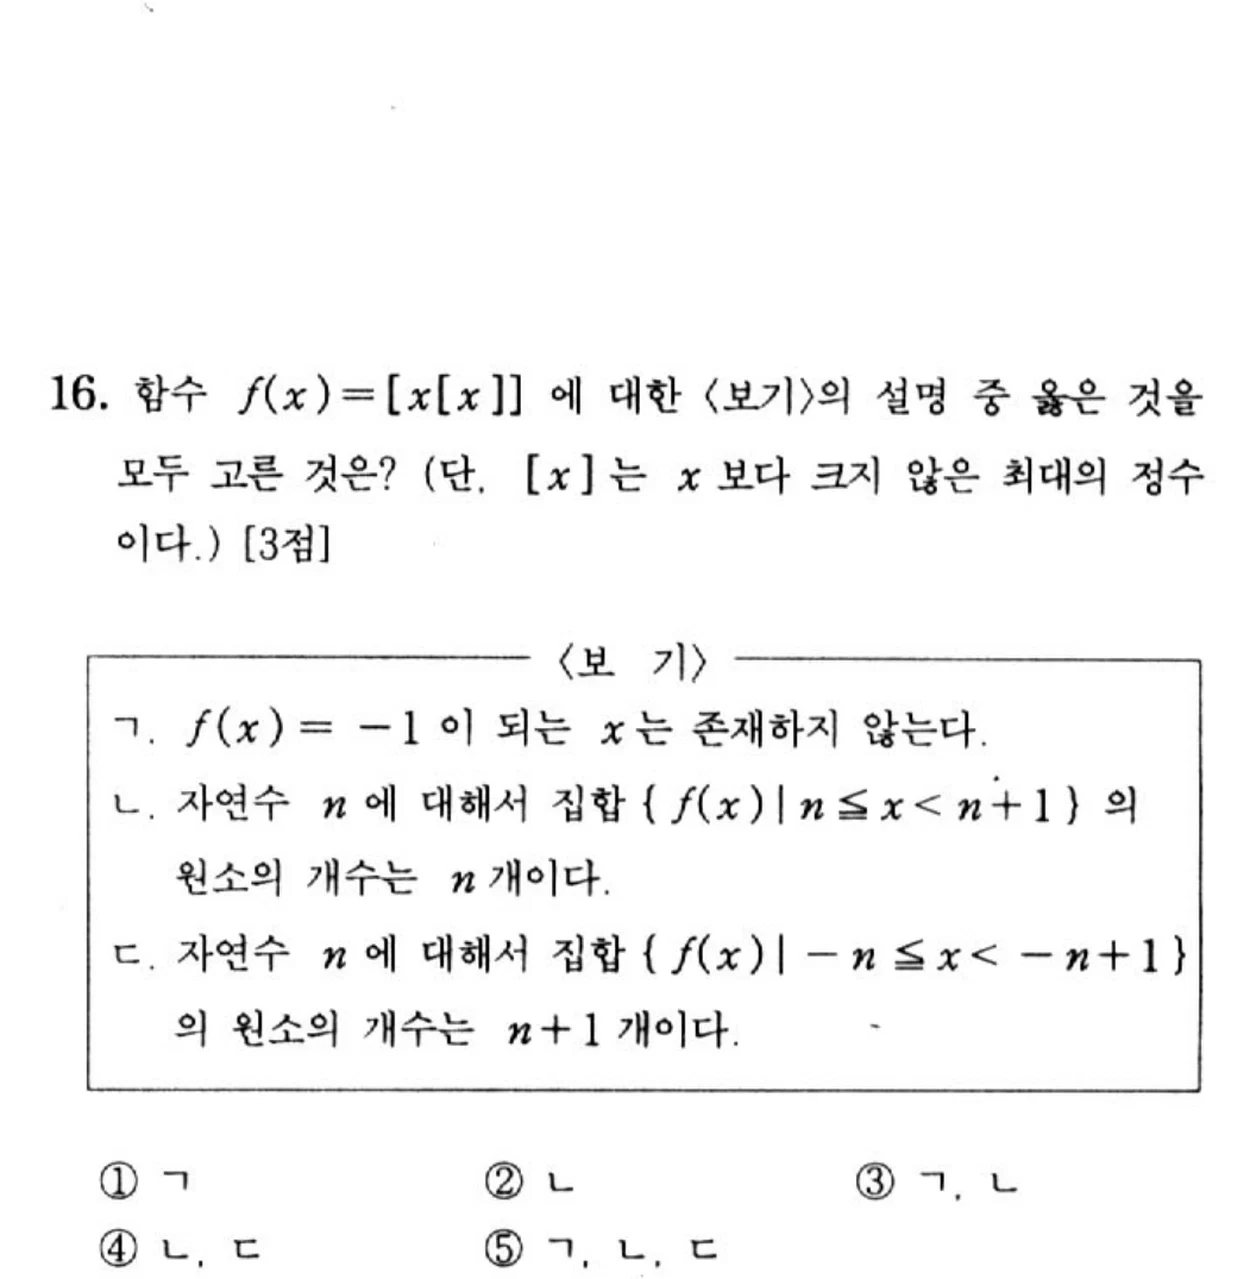 16. 함수 f(x)=[x[x]] 에 대한 〈보기〉의 설명 중 옳은 것을
모두 고른 것은? (단, [x]는 x 보다 크지 않은 최대의 정수
이다.) [3점]
〈보 기〉
ㄱ. f(x)= -1 이 되는 x는 존재하지 않는다.
ㄴ. 자연수 n에 대해서 집합 { f(x)| n≦x< n+1 } 의
원소의 개수는 n개이다.
ㄷ. 자연수 n에 대해서 집합 { f(x)| -n≦x< -n+1 }
의 원소의 개수는 n+1 개이다.
① ㄱ ② ㄴ ③ ㄱ, ㄴ
④ ㄴ, ㄷ ⑤ ㄱ, ㄴ, ㄷ